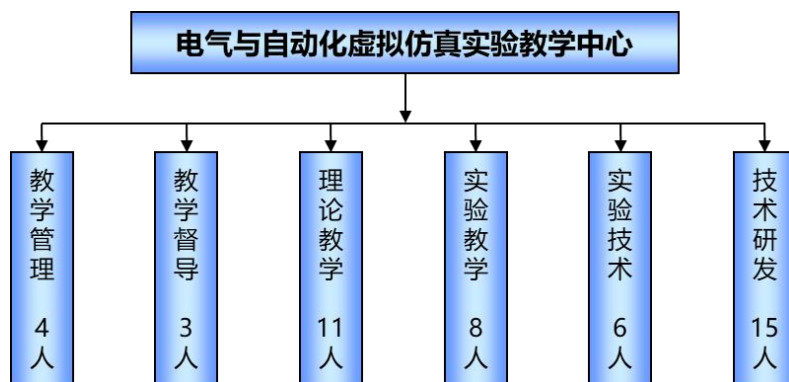 电气与自动化虚拟仿真实验教学中心
教学管理 4人
教学督导 3人
理论教学 11人
实验教学 8人
实验技术 6人
技术研发 15人